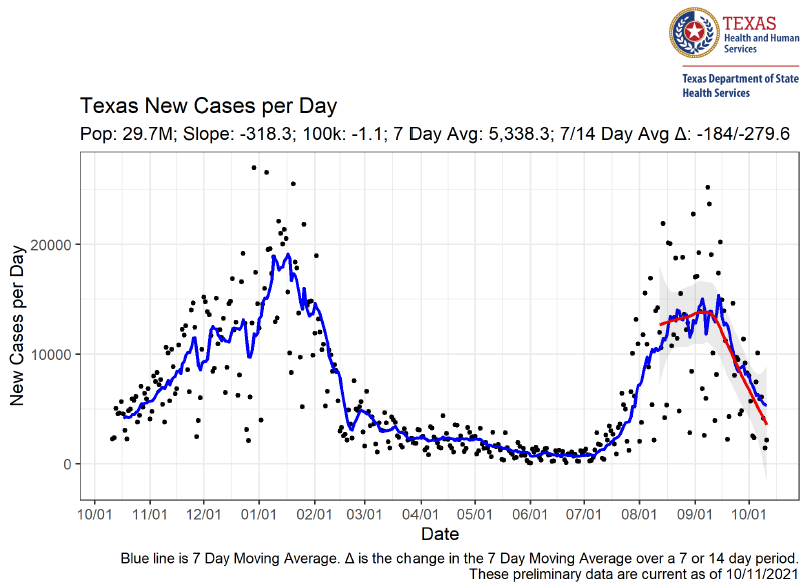 TEXAS
Health and Human
Services
Texas Department of State
Health Services
Texas New Cases per Day
Pop: 29.7M; Slope: -318.3; 100k: -1.1; 7 Day Avg: 5,338.3; 7/14 Day Avg Δ: -184/-279.6
New Cases per Day
20000
10000
0
10/01 11/01 12/01 01/01 02/01 03/01 04/01 05/01 06/01 07/01 08/01 09/01 10/01
Date
Blue line is 7 Day Moving Average. Δ is the change in the 7 Day Moving Average over a 7 or 14 day period.
These preliminary data are current as of 10/11/2021